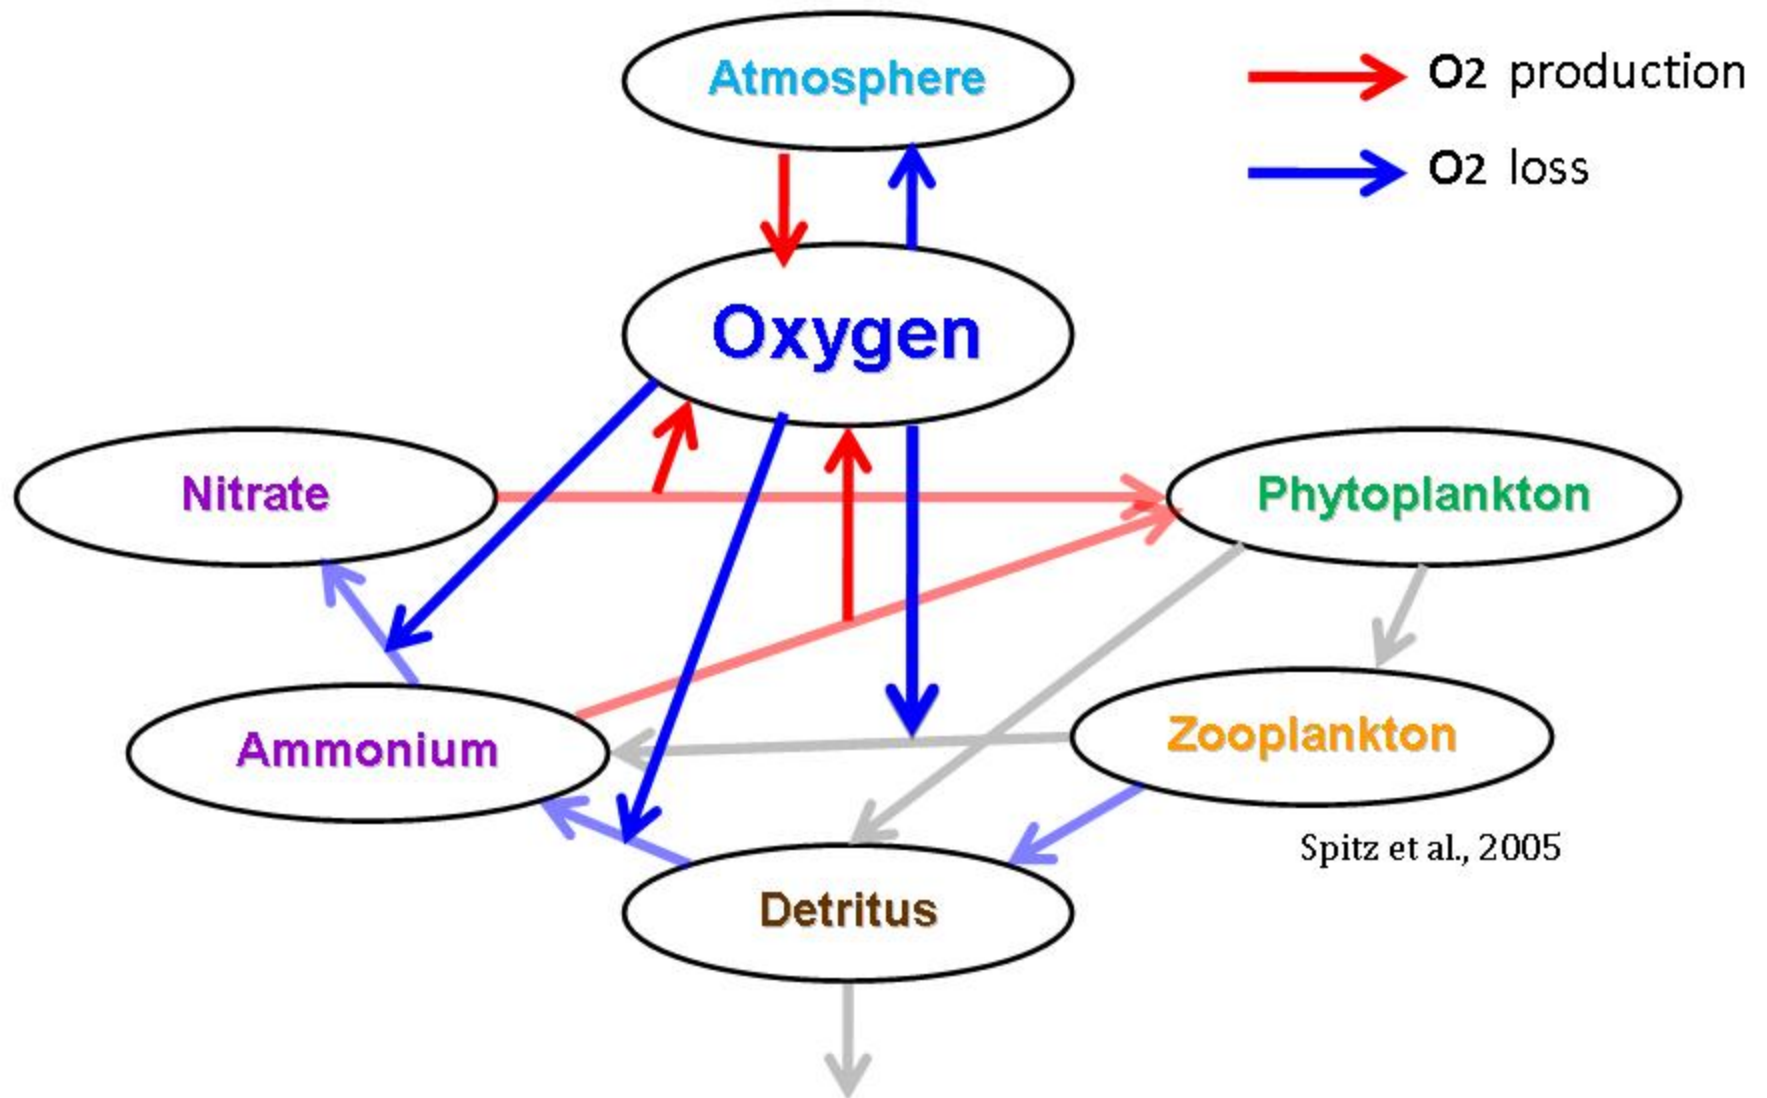 Atmosphere
O2 production
O2 loss
Oxygen
Nitrate
Phytoplankton
Ammonium
Zooplankton
Spitz et al., 2005
Detritus